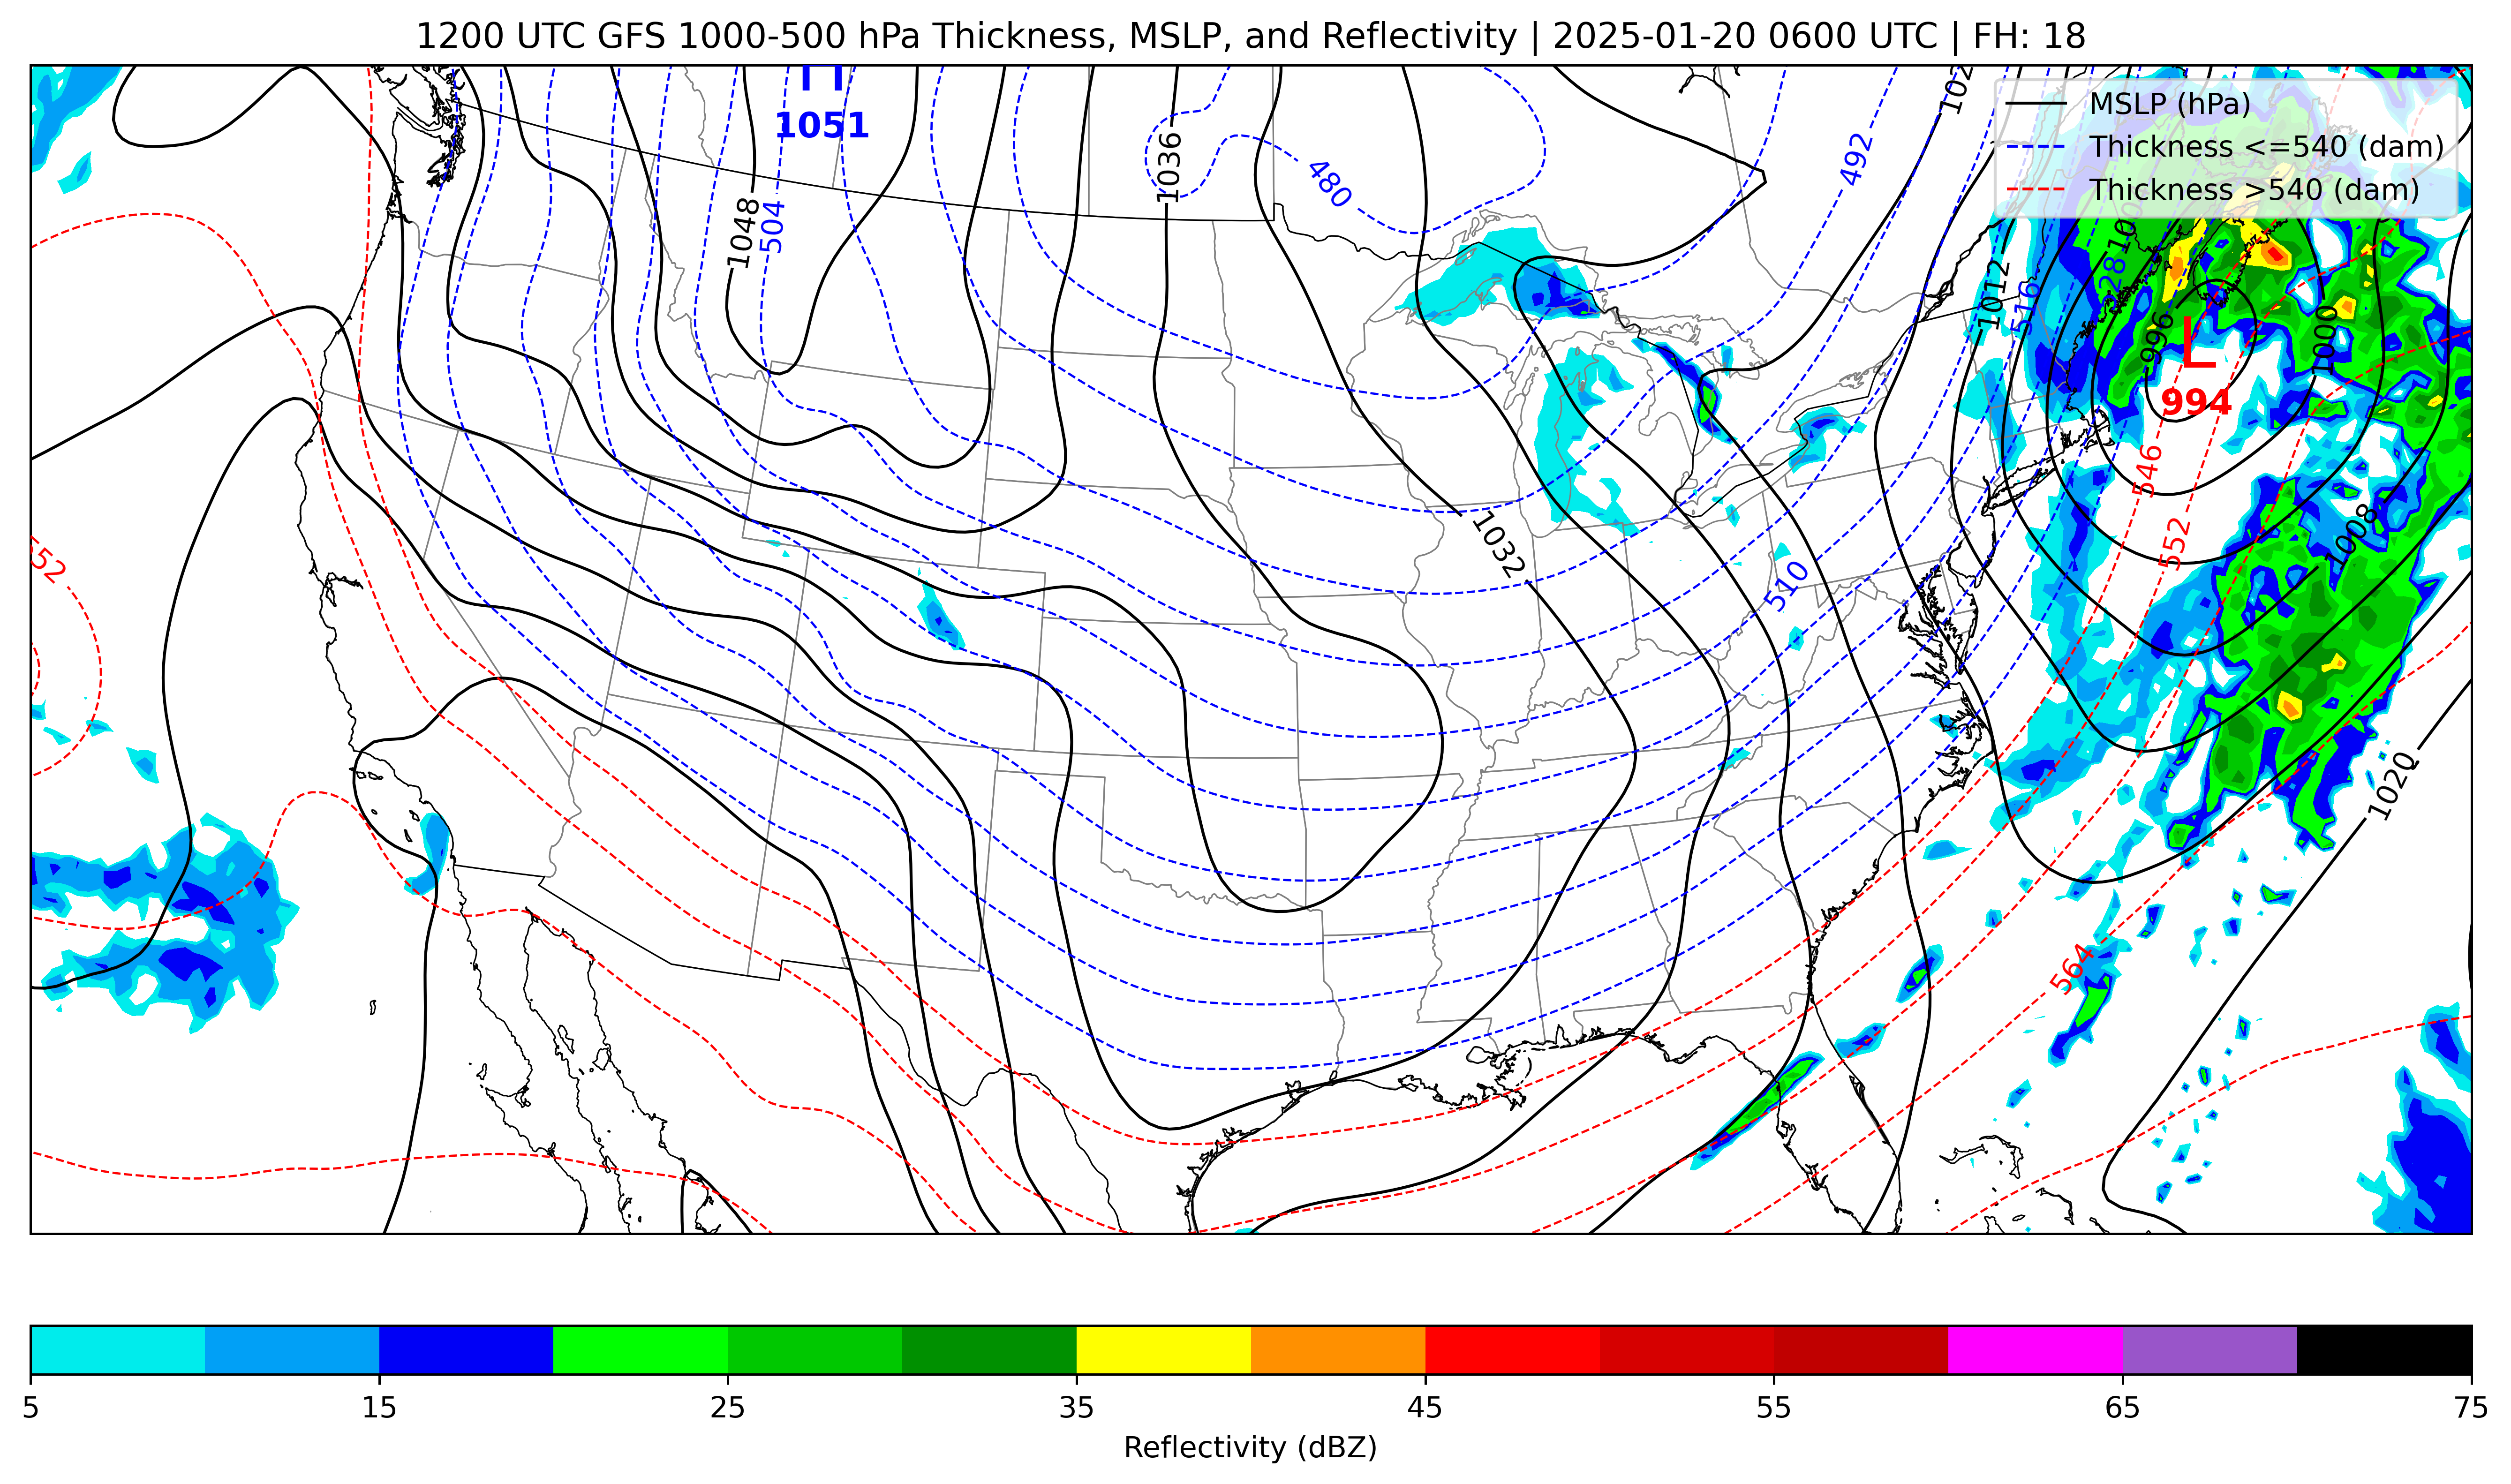 1200 UTC GFS 1000-500 hPa Thickness, MSLP, and Reflectivity | 2025-01-20 0600 UTC | FH: 18
MSLP (hPa)
Thickness <=540 (dam)
Thickness >540 (dam)
1051
1036
480
492
1048
504
1012
516
996
1000
L
994
546
552
1008
1032
510
1020
564
5 15 25 35 45 55 65 75
Reflectivity (dBZ)